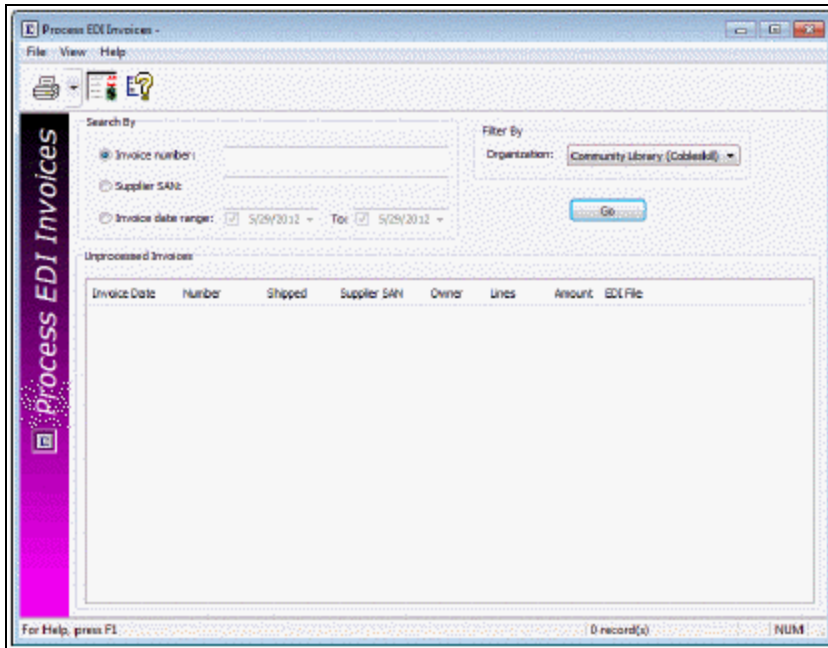 Process EDI Invoices -
File View Help
Process EDI Invoices
Search By
Invoice number:
Supplier SAN:
Invoice date range: 5/29/2012 To: 5/29/2012
Filter By
Organization: Community Library (Cobleskill)
Go
Unprocessed Invoices
Invoice Date Number Shipped Supplier SAN Owner Lines Amount EDI File
For Help, press F1 0 record(s) NUM